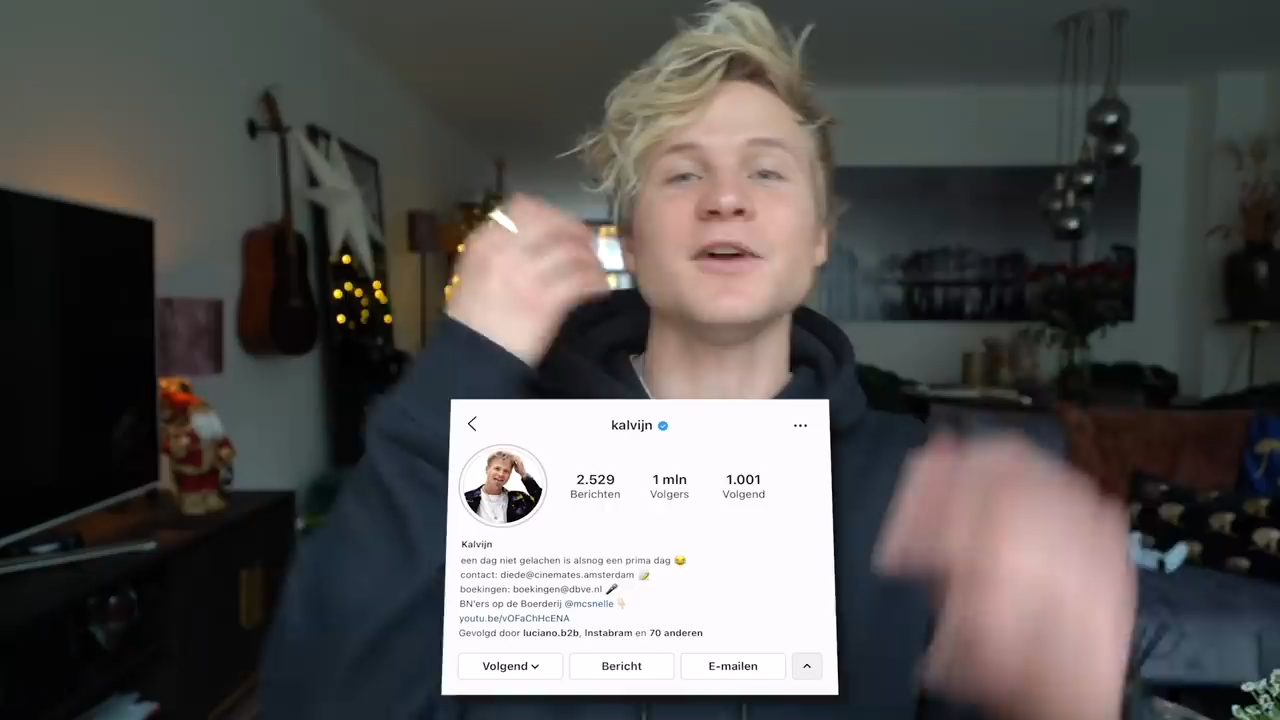 kalvijn
2.529 1 mln 1.001
Berichten Volgers Volgend
Kalvijn
een dag niet gelachen is alsnog een prima dag 😂
contact: diede@cinemates.amsterdam 📝
boekingen: boekingen@dbve.nl 🎤
BN'ers op de Boerderij @mcsnelle 👇🏻
youtu.be/vOFaChHcENA
Gevolgd door luciano.b2b, Instabram en 70 anderen
Volgend Bericht E-mailen